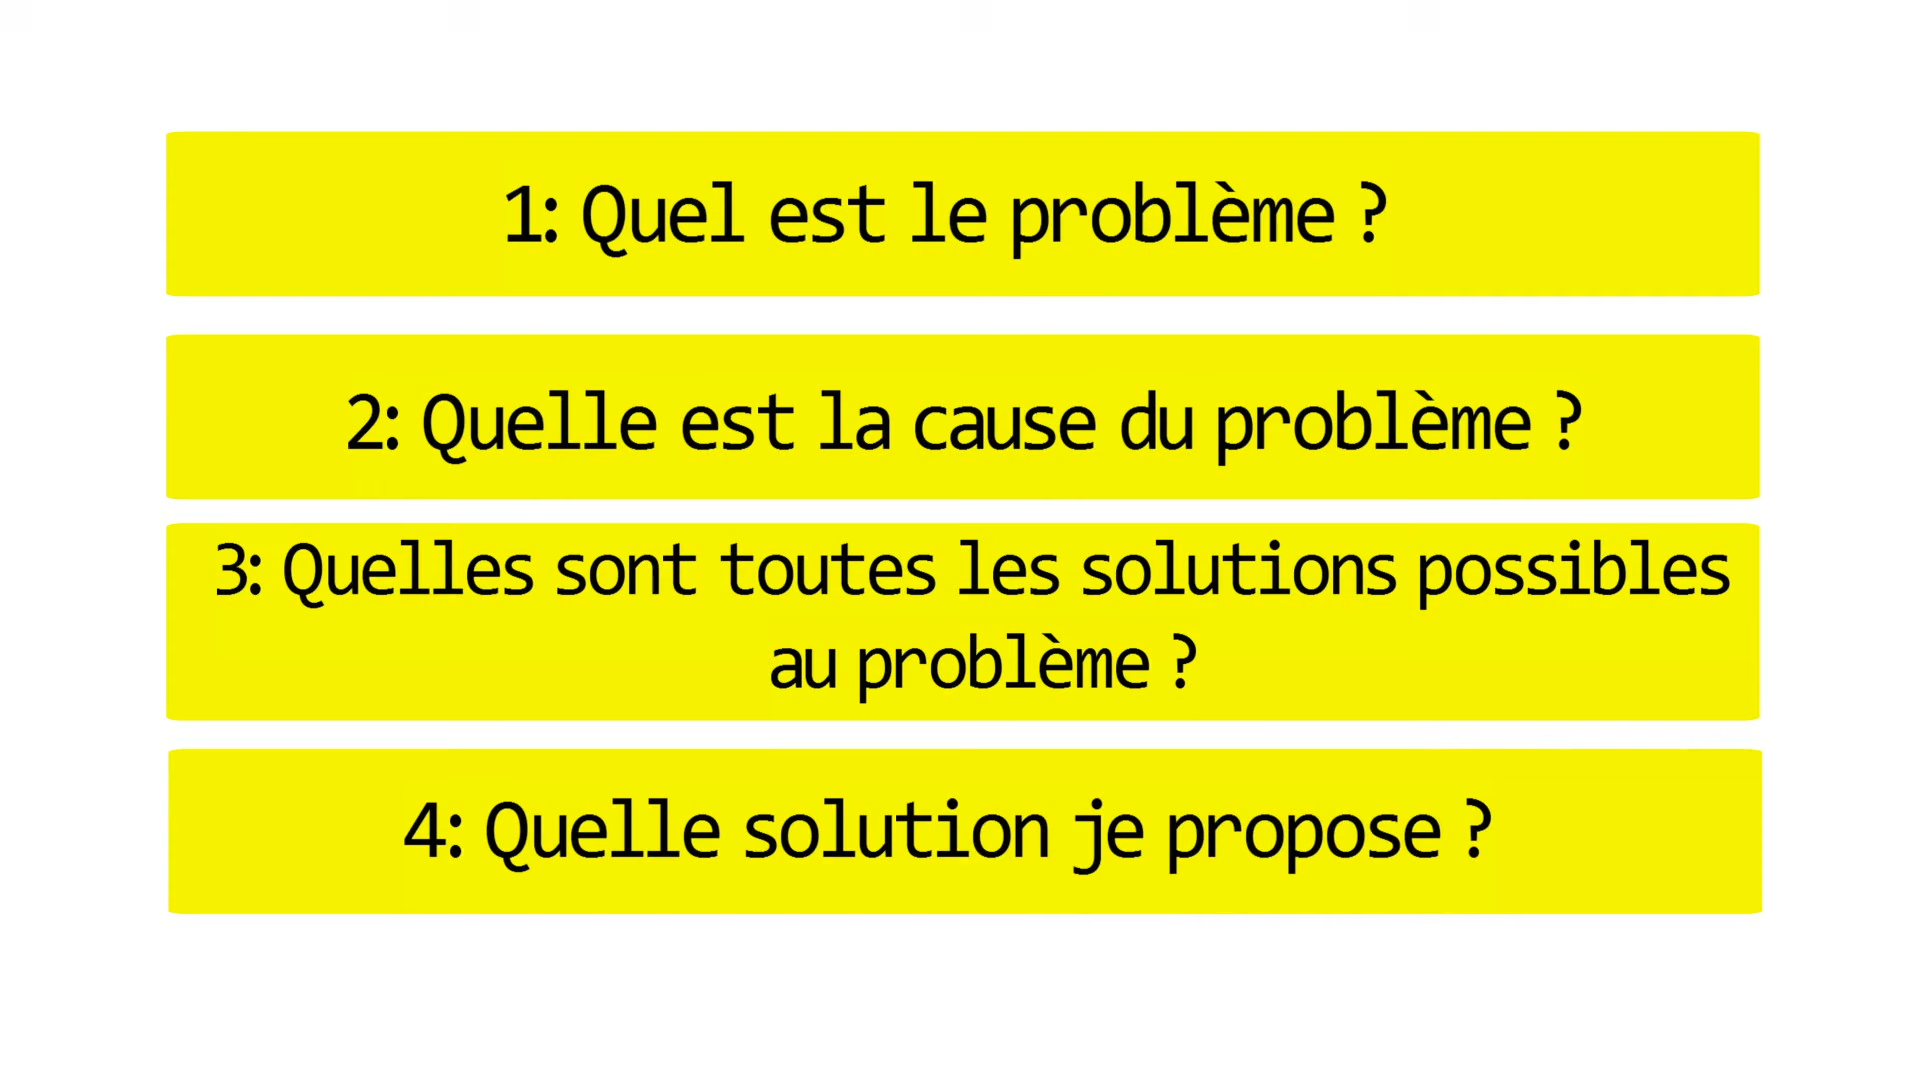 1: Quel est le problème ?
2: Quelle est la cause du problème ?
3: Quelles sont toutes les solutions possibles
au problème ?
4: Quelle solution je propose ?